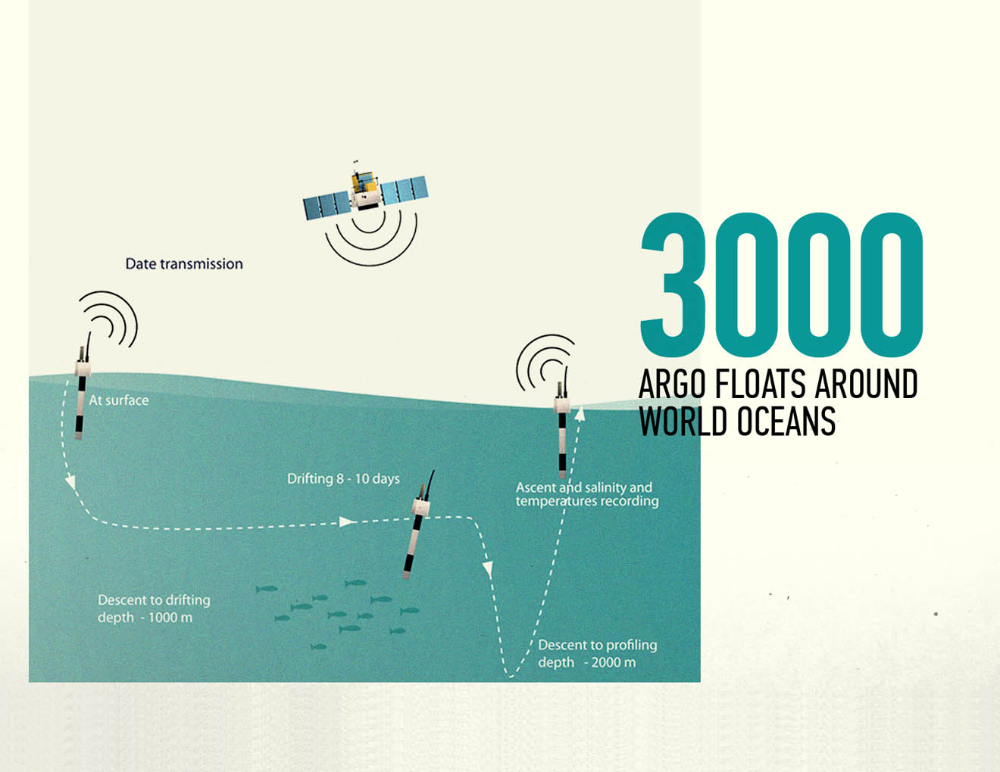 Date transmission
At surface
Drifting 8 - 10 days
Ascent and salinity and
temperatures recording
Descent to drifting
depth - 1000 m
Descent to profiling
depth - 2000 m
3000
ARGO FLOATS AROUND
WORLD OCEANS